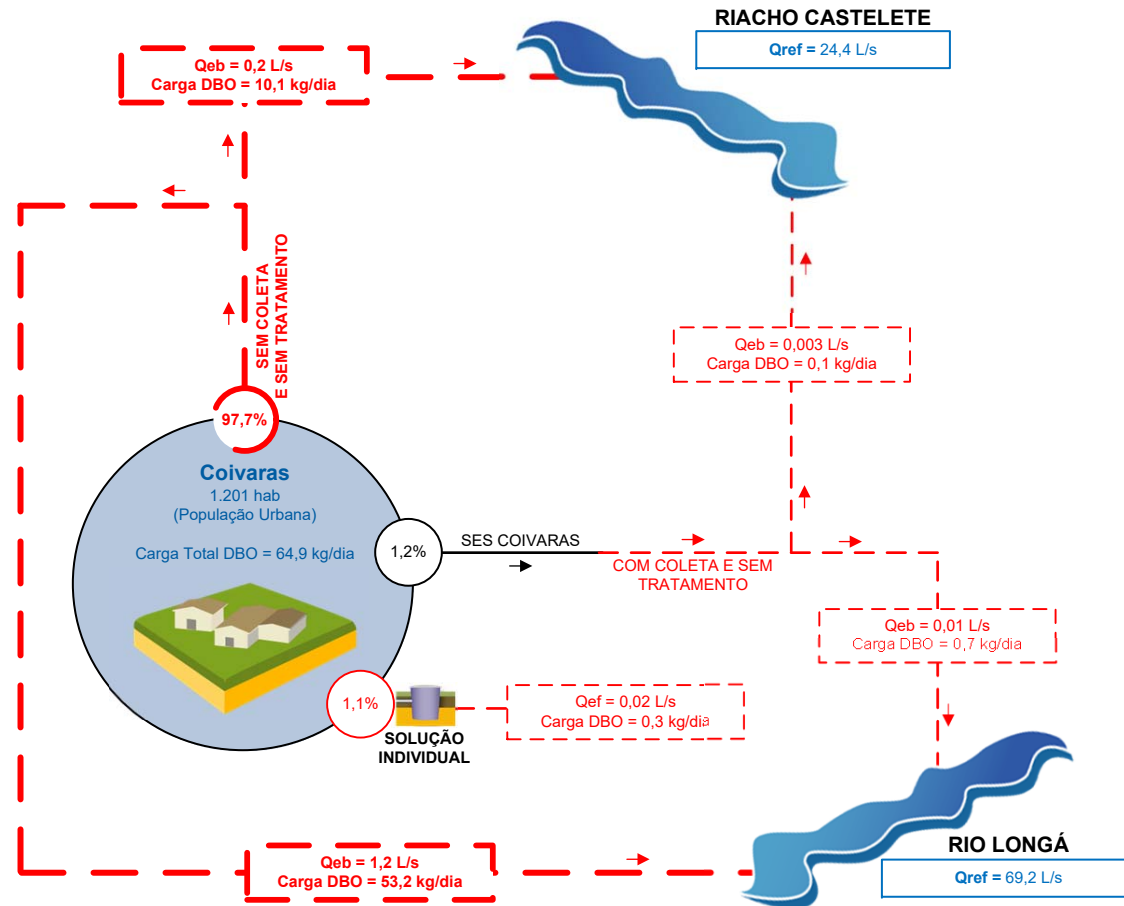 RIACHO CASTELETE
Qref = 24,4 L/s
Qeb = 0,2 L/s
Carga DBO = 10,1 kg/dia
SEM COLETA
E SEM TRATAMENTO
Qeb = 0,003 L/s
Carga DBO = 0,1 kg/dia
97,7%
Coivaras
1.201 hab
(População Urbana)
Carga Total DBO = 64,9 kg/dia
1,2%
SES COIVARAS
COM COLETA E SEM
TRATAMENTO
Qeb = 0,01 L/s
Carga DBO = 0,7 kg/dia
1,1%
SOLUÇÃO
INDIVIDUAL
Qef = 0,02 L/s
Carga DBO = 0,3 kg/dia
RIO LONGÁ
Qref = 69,2 L/s
Qeb = 1,2 L/s
Carga DBO = 53,2 kg/dia